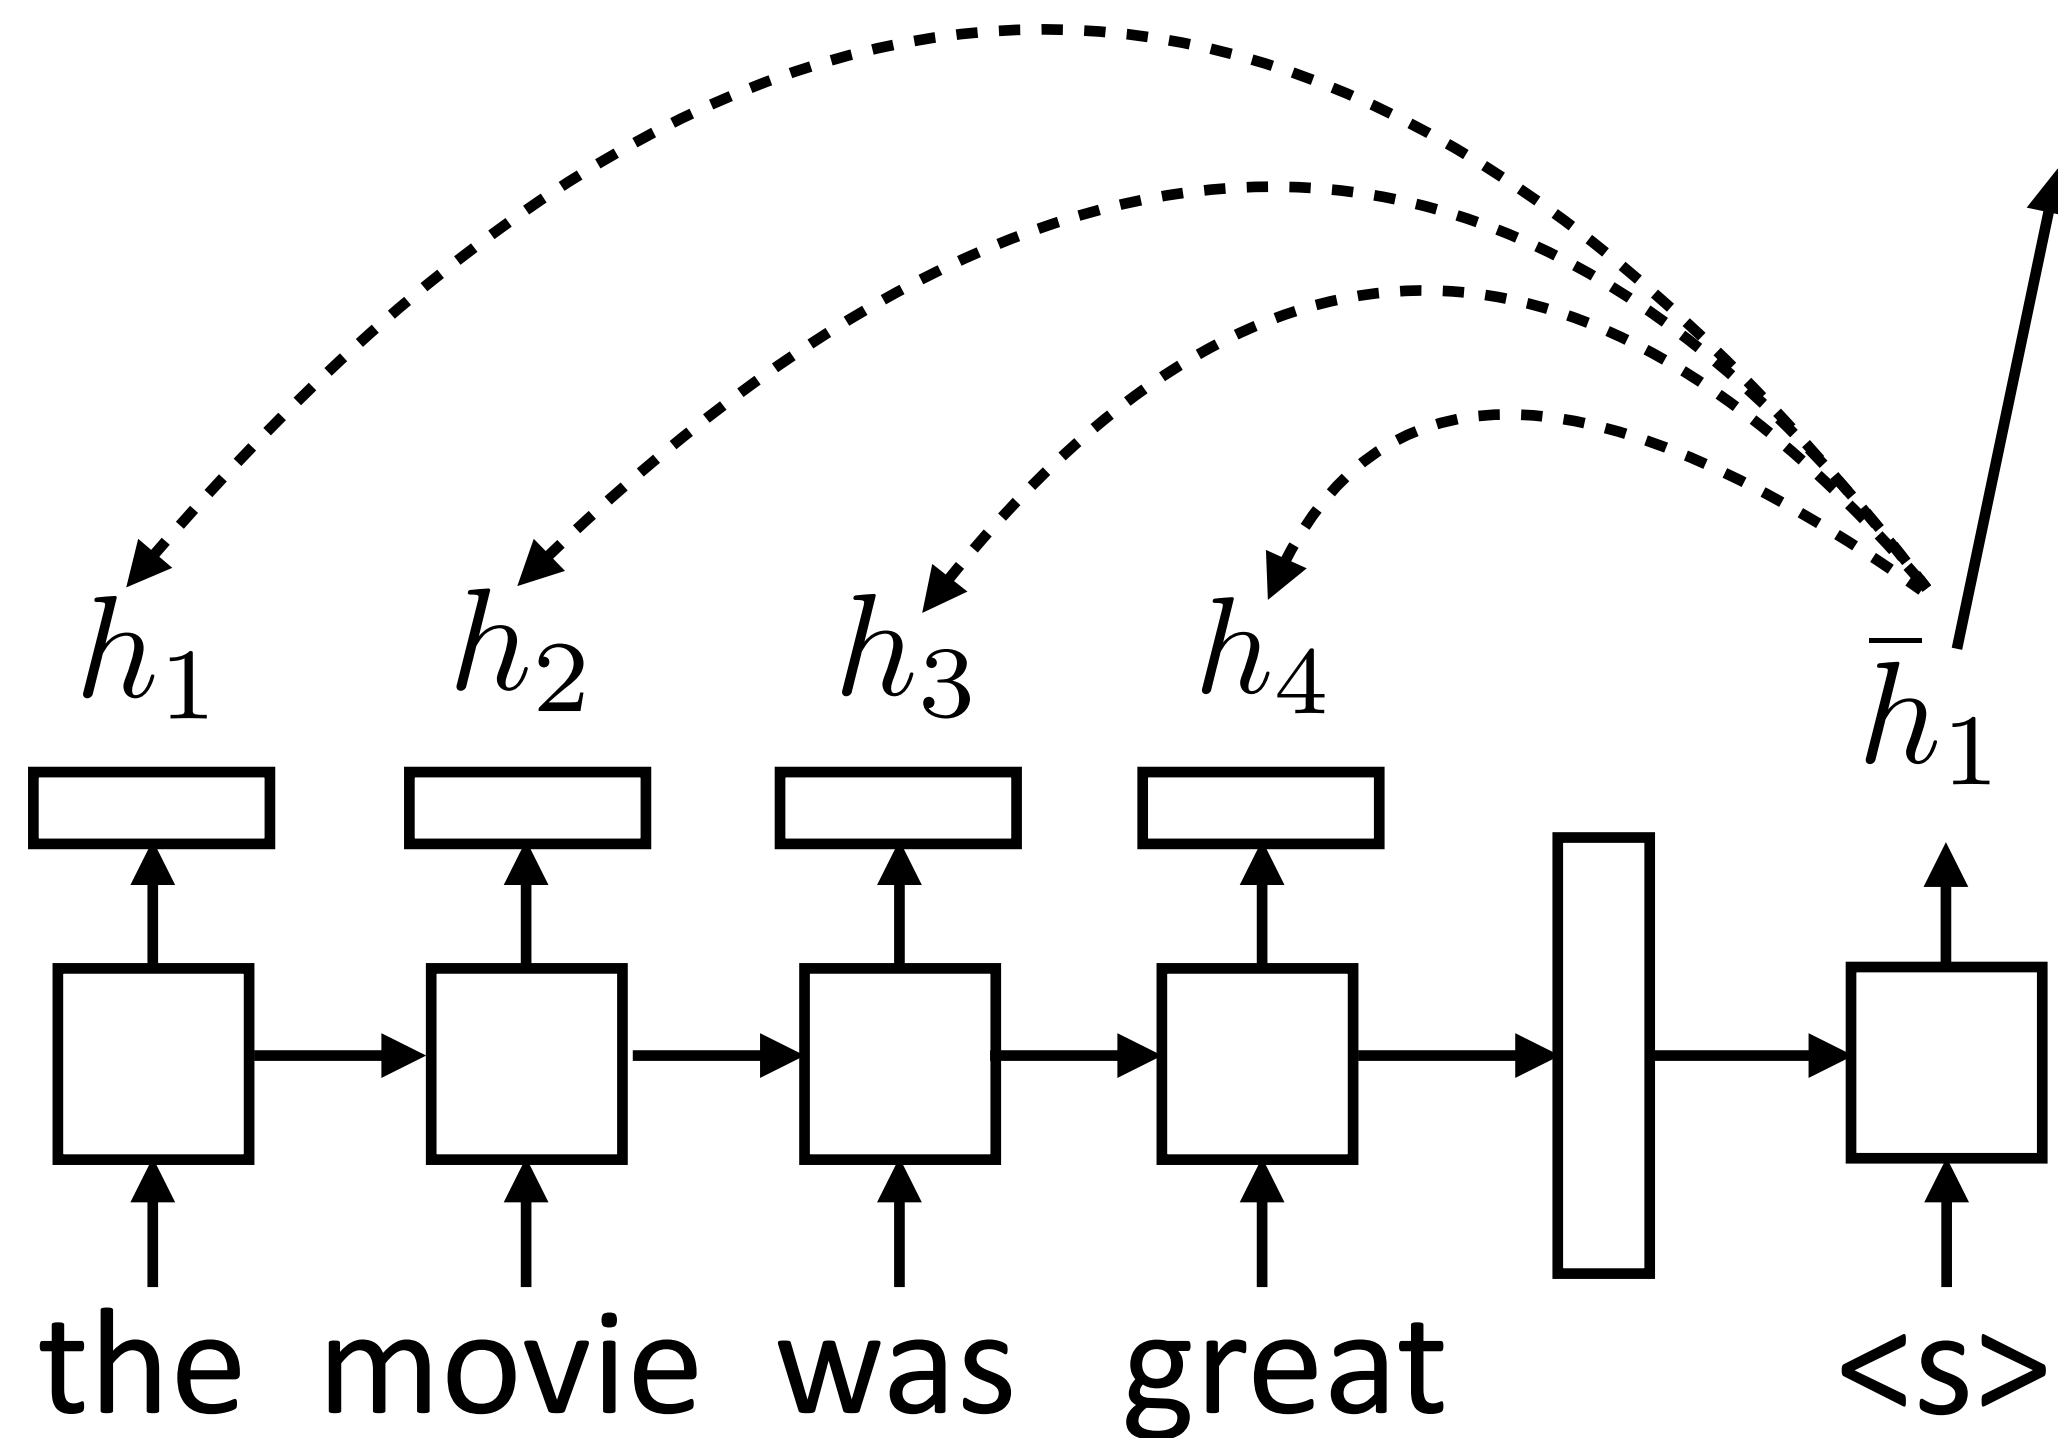 h₁ h₂ h₃ h₄ h̄₁
the movie was great <s>